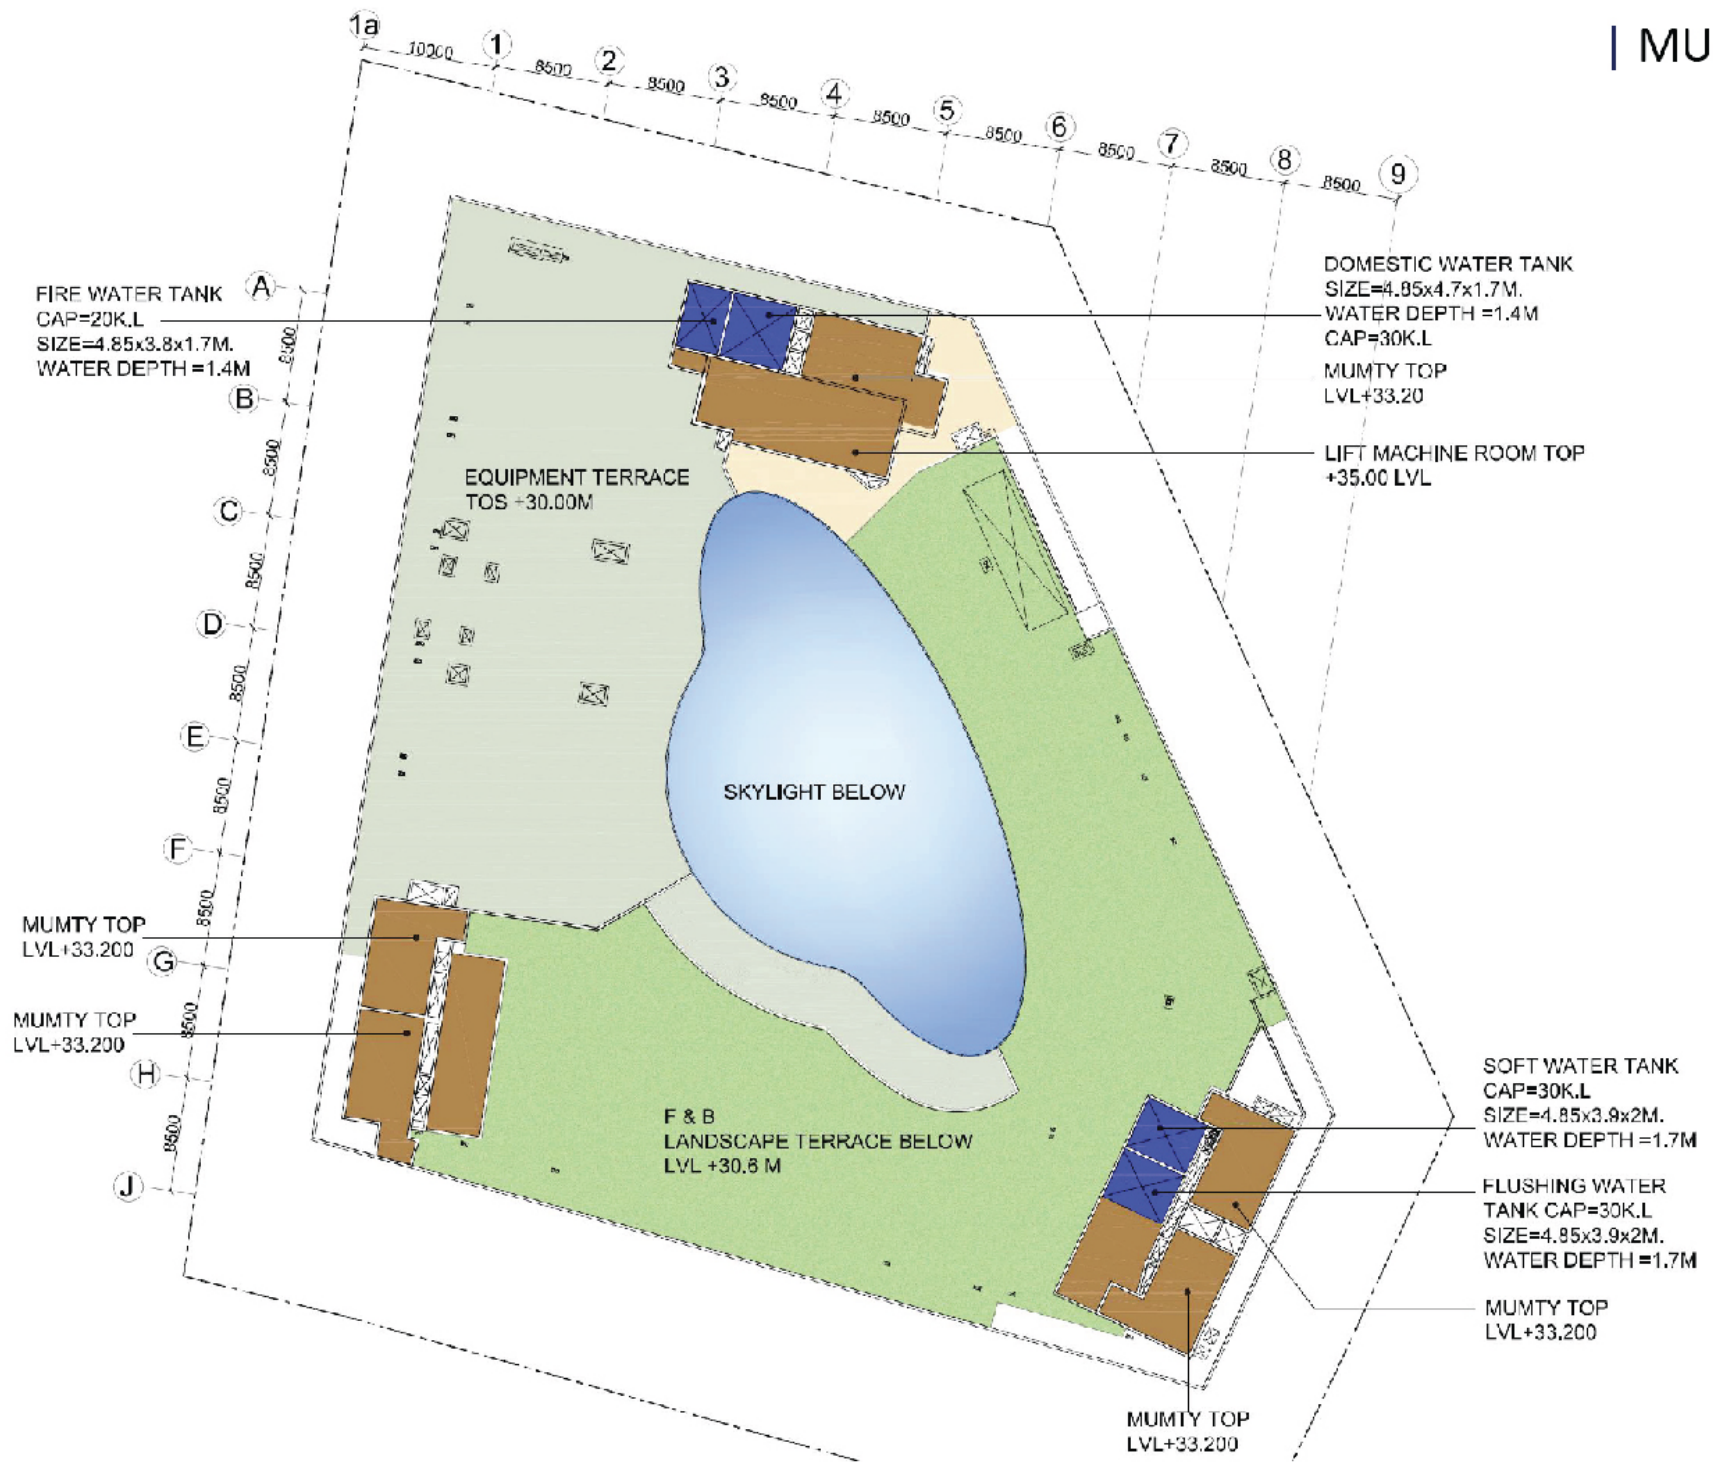 | MU
1a
10000
1
8500
2
8500
3
8500
4
8500
5
8500
6
8500
7
8500
8
8500
9
A
8500
B
8500
C
8500
D
8500
E
8500
F
8500
G
8500
H
8500
J
FIRE WATER TANK
CAP=20K.L
SIZE=4.85x3.8x1.7M.
WATER DEPTH =1.4M
DOMESTIC WATER TANK
SIZE=4.85x4.7x1.7M.
WATER DEPTH =1.4M
CAP=30K.L
MUMTY TOP
LVL+33.20
LIFT MACHINE ROOM TOP
+35.00 LVL
EQUIPMENT TERRACE
TOS +30.00M
SKYLIGHT BELOW
MUMTY TOP
LVL+33.200
MUMTY TOP
LVL+33.200
F & B
LANDSCAPE TERRACE BELOW
LVL +30.6 M
SOFT WATER TANK
CAP=30K.L
SIZE=4.85x3.9x2M.
WATER DEPTH =1.7M
FLUSHING WATER
TANK CAP=30K.L
SIZE=4.85x3.9x2M.
WATER DEPTH =1.7M
MUMTY TOP
LVL+33.200
MUMTY TOP
LVL+33.200